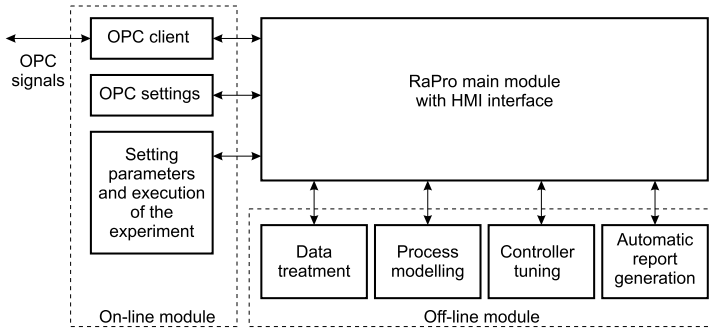 OPC
signals
OPC client
OPC settings
Setting
parameters
and execution
of the
experiment
On-line module
RaPro main module
with HMI interface
Data
treatment
Process
modelling
Controller
tuning
Automatic
report
generation
Off-line module